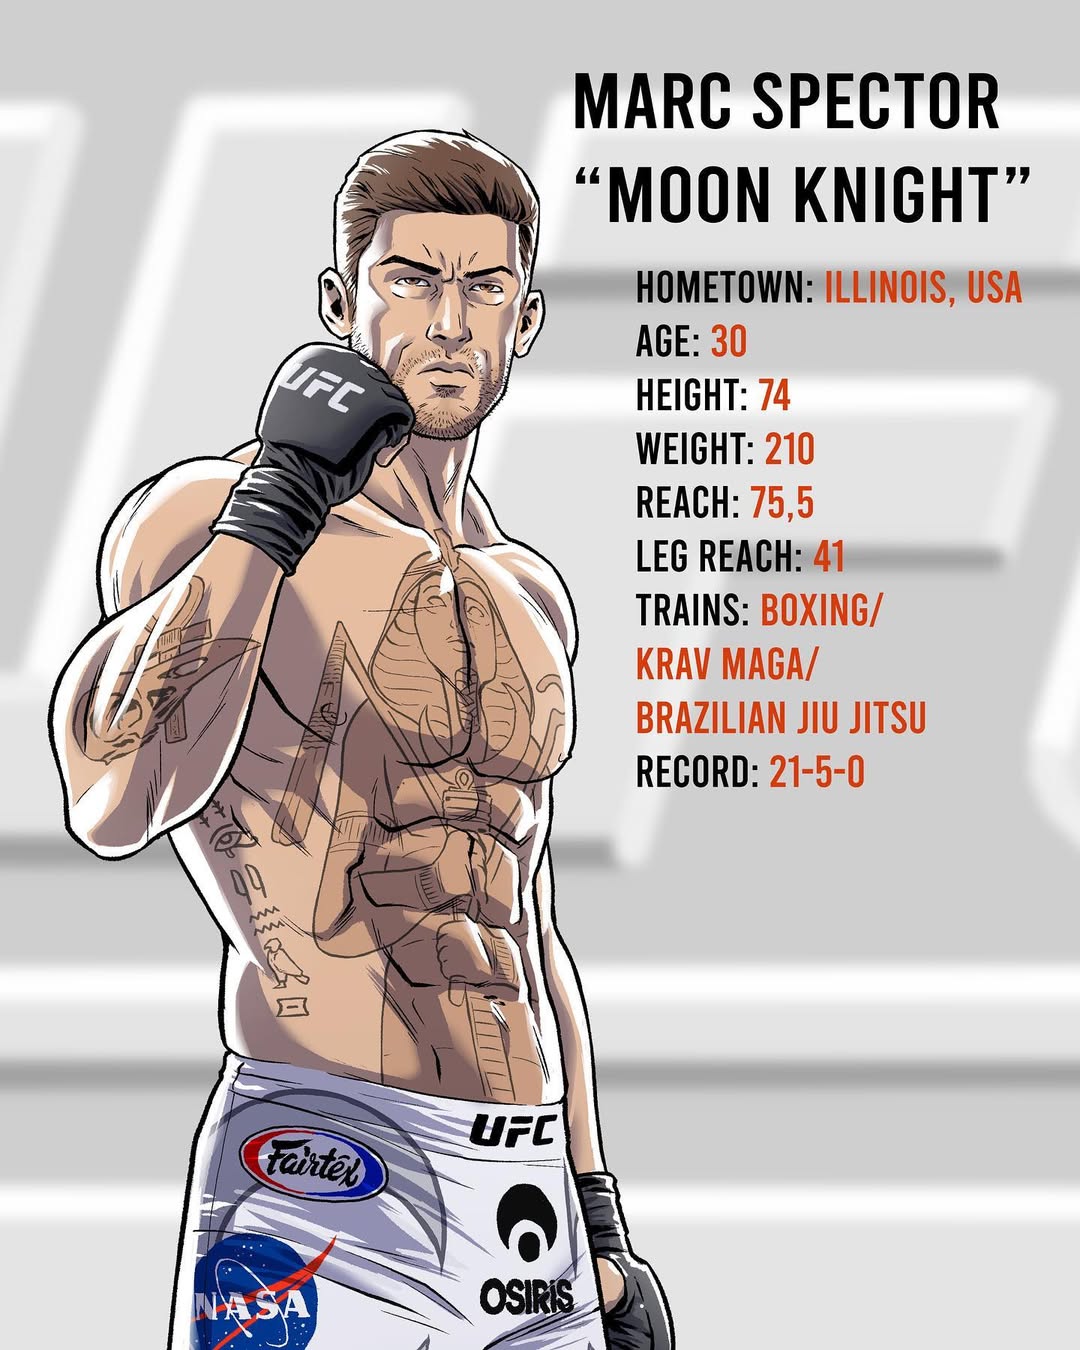 MARC SPECTOR
“MOON KNIGHT”
HOMETOWN: ILLINOIS, USA
AGE: 30
HEIGHT: 74
WEIGHT: 210
REACH: 75,5
LEG REACH: 41
TRAINS: BOXING/
KRAV MAGA/
BRAZILIAN JIU JITSU
RECORD: 21-5-0
UFC
UFC
Fairtex
OSIRIS
NASA